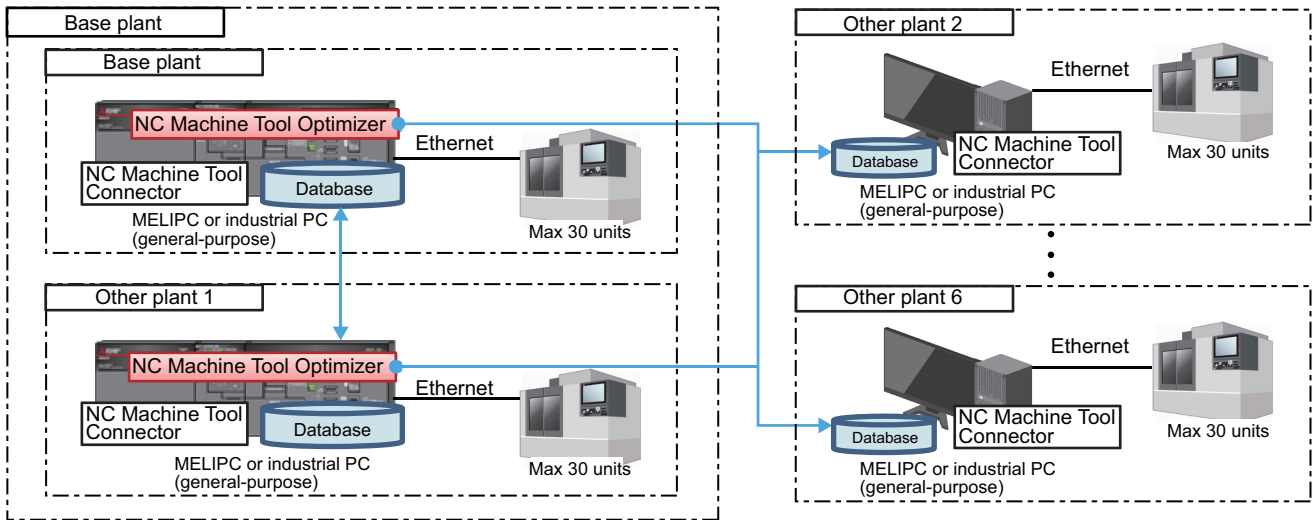 Base plant
Base plant
NC Machine Tool Optimizer
NC Machine Tool
Connector
Database
Ethernet
MELIPC or industrial PC
(general-purpose)
Max 30 units
Other plant 1
NC Machine Tool Optimizer
NC Machine Tool
Connector
Database
Ethernet
MELIPC or industrial PC
(general-purpose)
Max 30 units
Other plant 2
Ethernet
Database
NC Machine Tool
Connector
MELIPC or industrial PC
(general-purpose)
Max 30 units
Other plant 6
Ethernet
Database
NC Machine Tool
Connector
MELIPC or industrial PC
(general-purpose)
Max 30 units